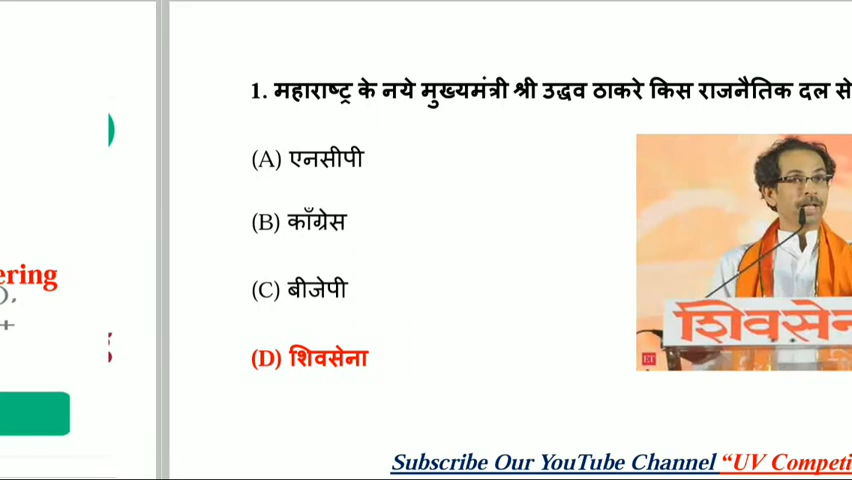 1. महाराष्ट्र के नये मुख्यमंत्री श्री उद्धव ठाकरे किस राजनैतिक दल से
(A) एनसीपी
(B) काँग्रेस
(C) बीजेपी
(D) शिवसेना
शिवसेन
ET
ering
Subscribe Our YouTube Channel “UV Competi